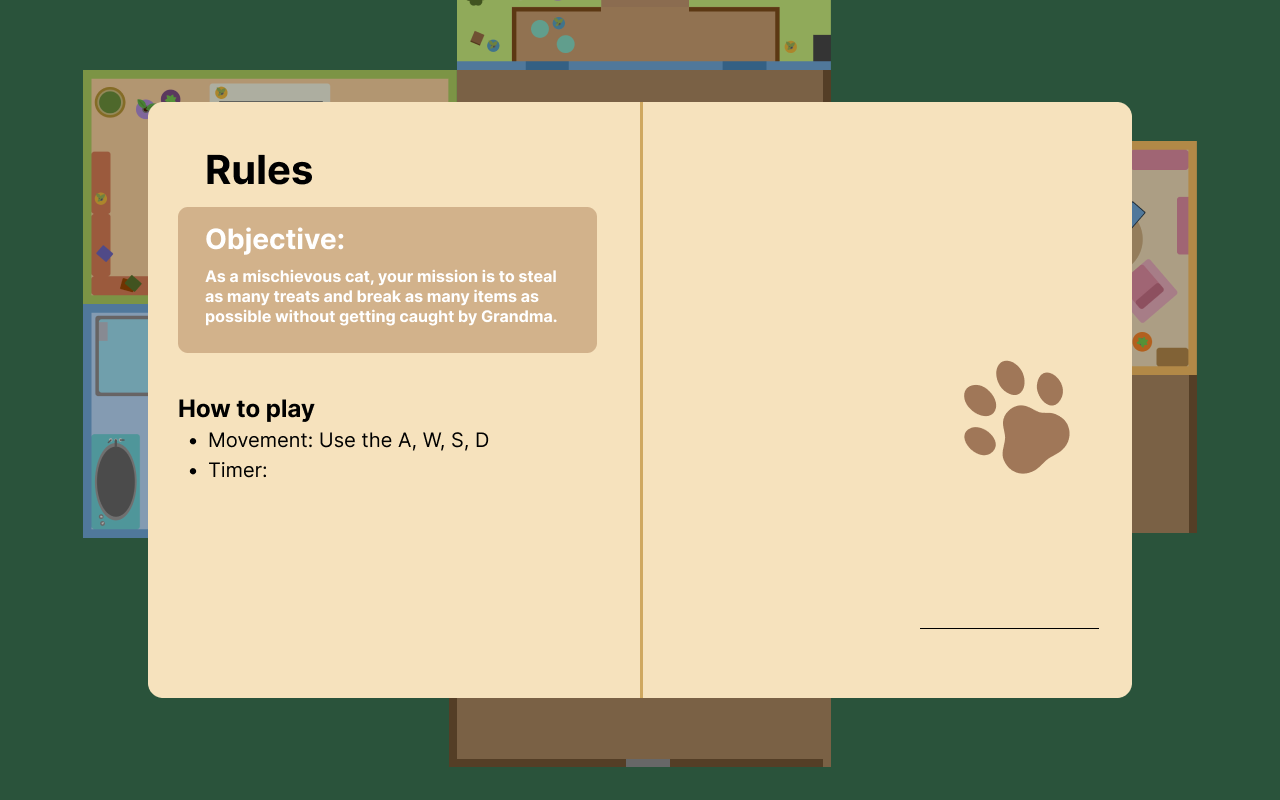 Rules
Objective:
As a mischievous cat, your mission is to steal
as many treats and break as many items as
possible without getting caught by Grandma.
How to play
• Movement: Use the A, W, S, D
• Timer: